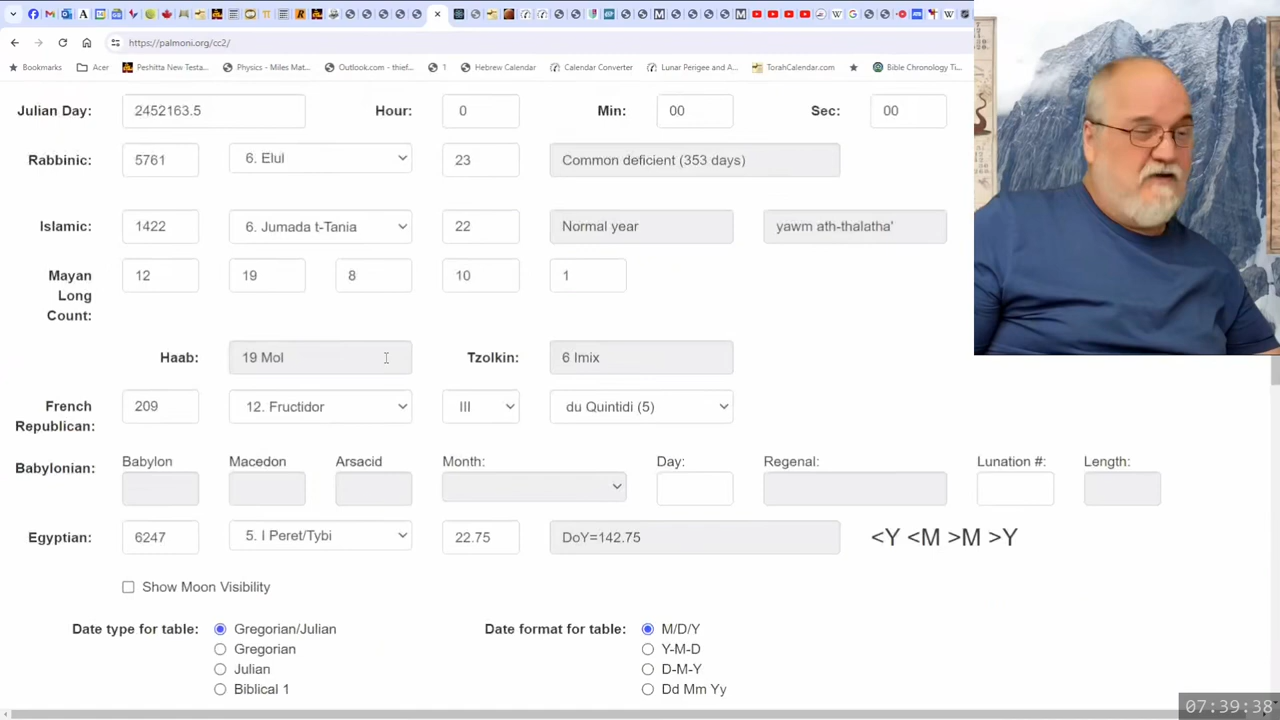 https://palmoni.org/cc2/
Bookmarks Acer Peshitta New Testa... Physics - Miles Mat... Outlook.com - thief... 1 Hebrew Calendar Calendar Converter Lunar Perigee and A... TorahCalendar.com Bible Chronology Ti...
Julian Day: 2452163.5 Hour: 0 Min: 00 Sec: 00
Rabbinic: 5761 6. Elul 23 Common deficient (353 days)
Islamic: 1422 6. Jumada t-Tania 22 Normal year yawm ath-thalatha'
Mayan Long Count: 12 19 8 10 1
Haab: 19 Mol Tzolkin: 6 Imix
French Republican: 209 12. Fructidor III du Quintidi (5)
Babylon Macedon Arsacid Month: Day: Regenal: Lunation #: Length:
Babylonian:
Egyptian: 6247 5. I Peret/Tybi 22.75 DoY=142.75 <Y <M >M >Y
Show Moon Visibility
Date type for table: Gregorian/Julian Date format for table: M/D/Y
Gregorian Y-M-D
Julian D-M-Y
Biblical 1 Dd Mm Yy
07:39:38